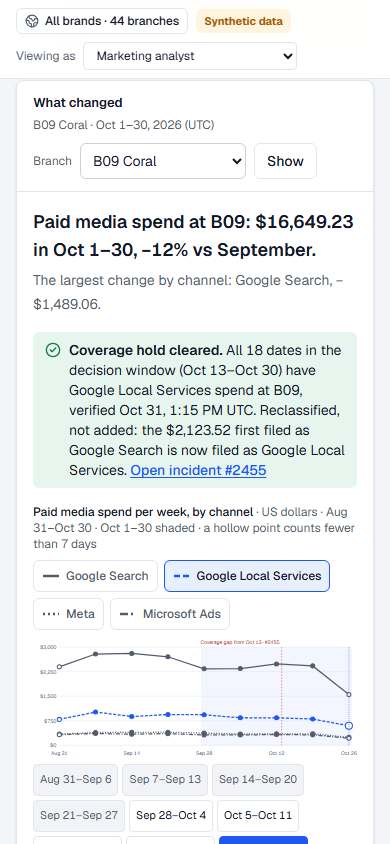 All brands · 44 branches
Synthetic data
Viewing as
Marketing analyst
What changed
B09 Coral · Oct 1–30, 2026 (UTC)
Branch
B09 Coral
Show
Paid media spend at B09: $16,649.23
in Oct 1–30, −12% vs September.
The largest change by channel: Google Search, −
$1,489.06.
Coverage hold cleared. All 18 dates in the
decision window (Oct 13–Oct 30) have
Google Local Services spend at B09,
verified Oct 31, 1:15 PM UTC. Reclassified,
not added: the $2,123.52 first filed as
Google Search is now filed as Google Local
Services. Open incident #2455
Paid media spend per week, by channel · US dollars · Aug
31–Oct 30 · Oct 1–30 shaded · a hollow point counts fewer
than 7 days
Google Search
Google Local Services
Meta
Microsoft Ads
Coverage gap from Oct 13 · #2455
$3,000
$2,250
$1,500
$750
$0
Aug 31
Sep 14
Sep 28
Oct 12
Oct 26
Aug 31–Sep 6
Sep 7–Sep 13
Sep 14–Sep 20
Sep 21–Sep 27
Sep 28–Oct 4
Oct 5–Oct 11